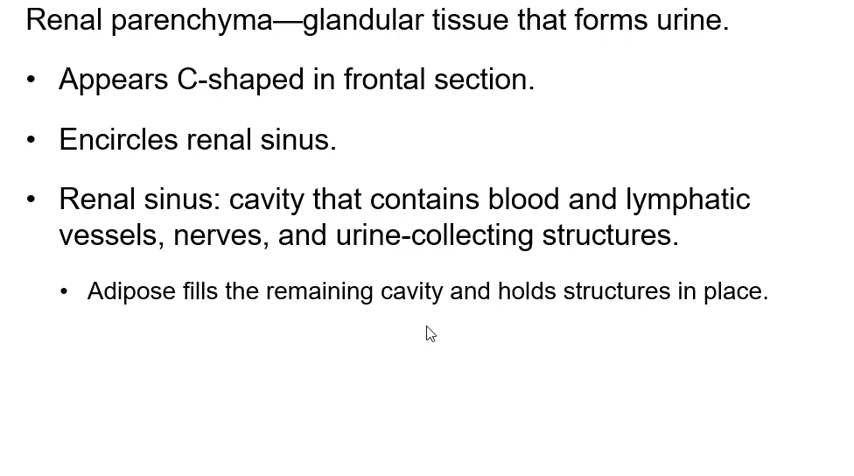 Renal parenchyma—glandular tissue that forms urine.
• Appears C-shaped in frontal section.
• Encircles renal sinus.
• Renal sinus: cavity that contains blood and lymphatic
vessels, nerves, and urine-collecting structures.
• Adipose fills the remaining cavity and holds structures in place.